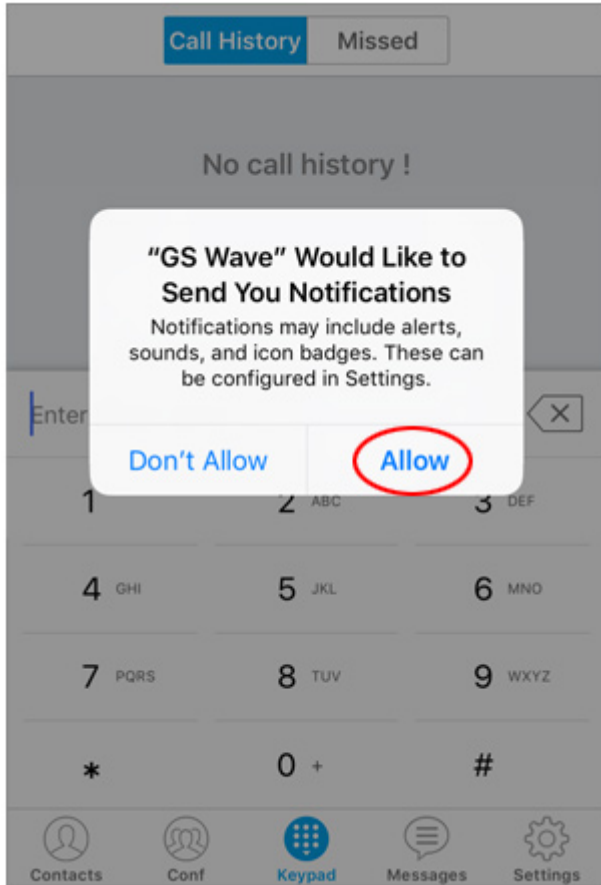 Call History Missed
No call history !
“GS Wave” Would Like to
Send You Notifications
Notifications may include alerts,
sounds, and icon badges. These can
be configured in Settings.
Enter
Don’t Allow Allow
1 2 ABC 3 DEF
4 GHI 5 JKL 6 MNO
7 PQRS 8 TUV 9 WXYZ
* 0 + #
Contacts Conf Keypad Messages Settings